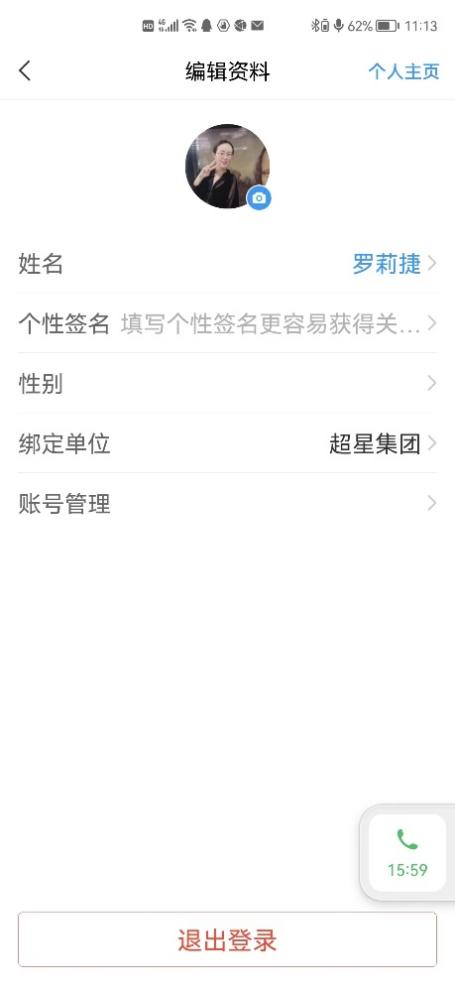 HD 4G 62% 11:13
编辑资料 个人主页
姓名 罗莉捷
个性签名 填写个性签名更容易获得关...
性别
绑定单位 超星集团
账号管理
15:59
退出登录